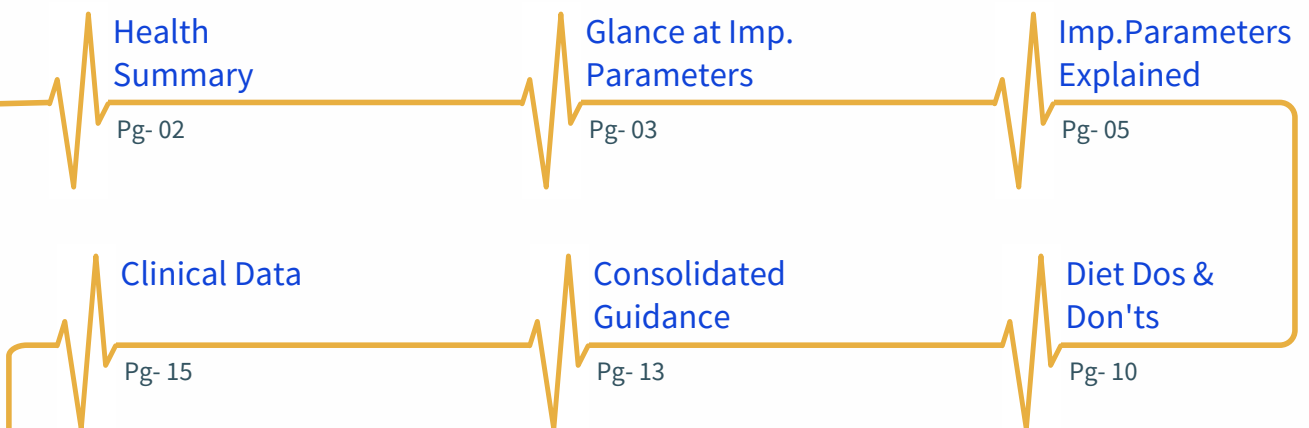 Health
Summary
Pg- 02
Glance at Imp.
Parameters
Pg- 03
Imp.Parameters
Explained
Pg- 05
Clinical Data
Pg- 15
Consolidated
Guidance
Pg- 13
Diet Dos &
Don'ts
Pg- 10